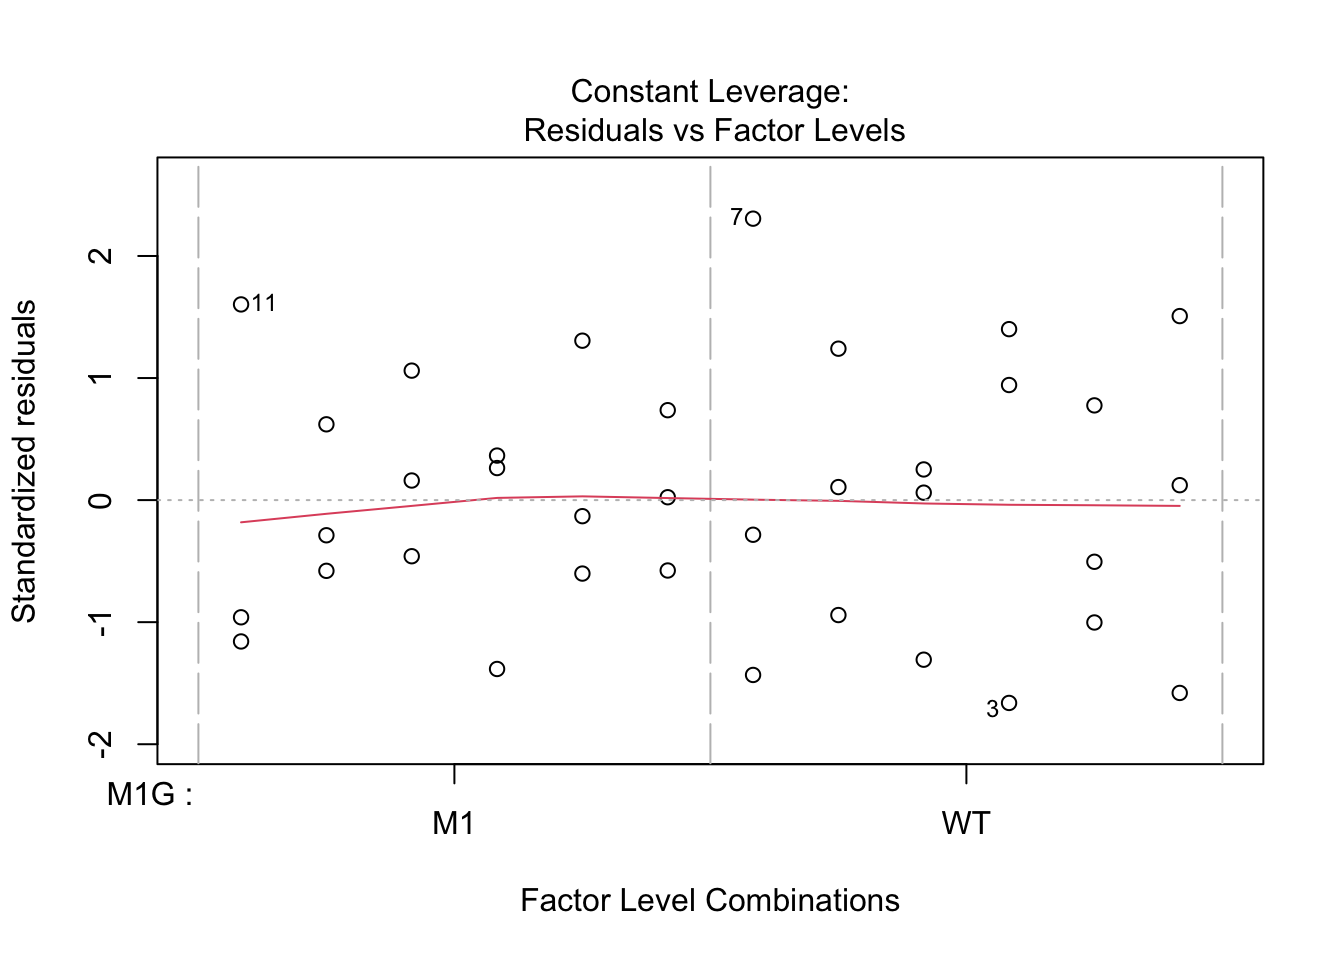 Constant Leverage:
Residuals vs Factor Levels
Standardized residuals
2
1
0
-1
-2
7
11
3
M1G :
M1
WT
Factor Level Combinations